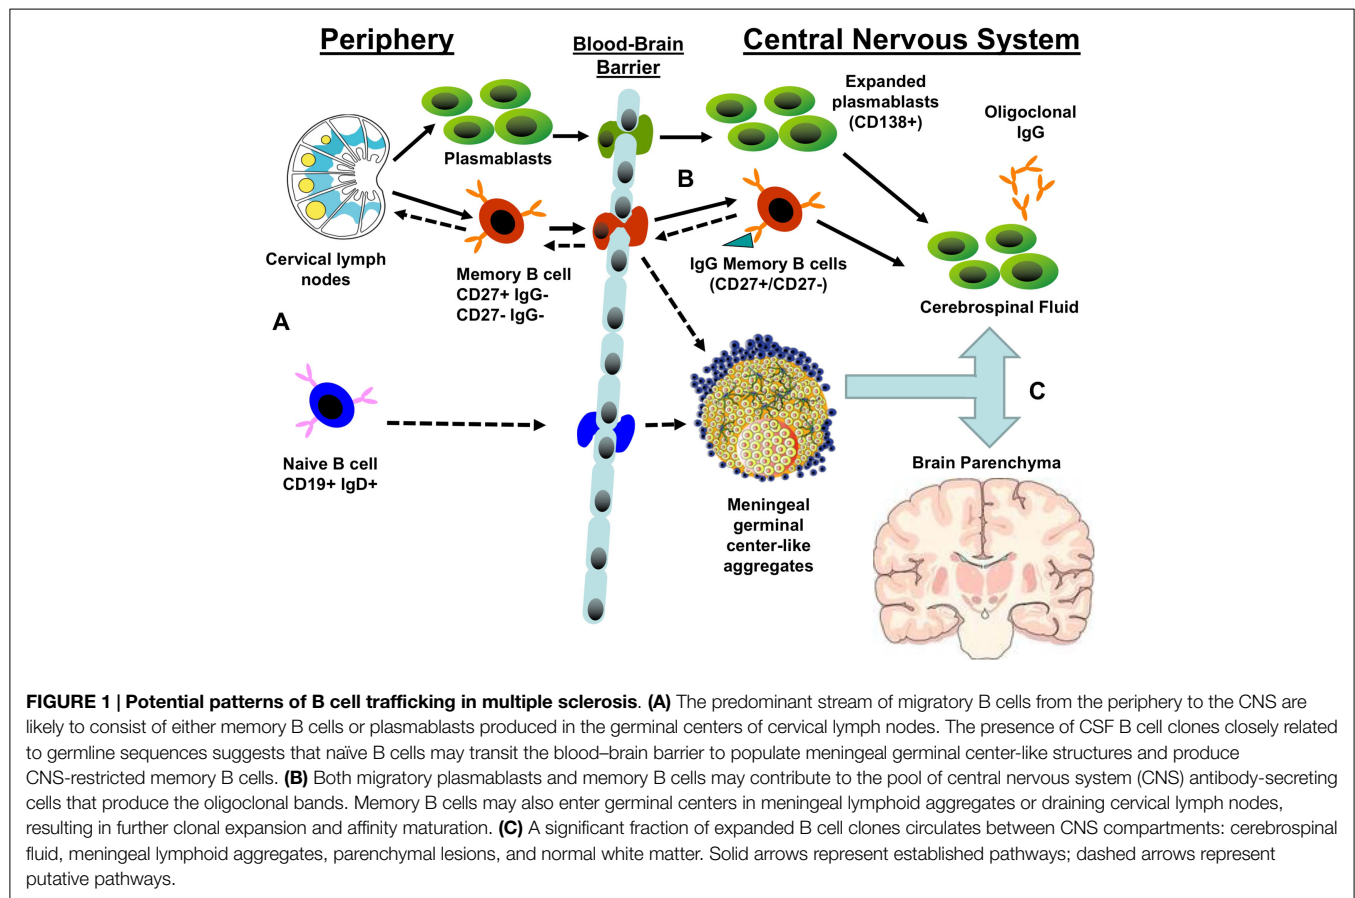 Periphery
Blood-Brain
Barrier
Central Nervous System
Expanded
plasmablasts
(CD138+)
Oligoclonal
IgG
Plasmablasts
B
Cervical lymph
nodes
Memory B cell
CD27+ IgG-
CD27- IgG-
IgG Memory B cells
(CD27+/CD27-)
Cerebrospinal Fluid
A
C
Naive B cell
CD19+ IgD+
Brain Parenchyma
Meningeal
germinal
center-like
aggregates
FIGURE 1 | Potential patterns of B cell trafficking in multiple sclerosis. (A) The predominant stream of migratory B cells from the periphery to the CNS are
likely to consist of either memory B cells or plasmablasts produced in the germinal centers of cervical lymph nodes. The presence of CSF B cell clones closely related
to germline sequences suggests that naïve B cells may transit the blood–brain barrier to populate meningeal germinal center-like structures and produce
CNS-restricted memory B cells. (B) Both migratory plasmablasts and memory B cells may contribute to the pool of central nervous system (CNS) antibody-secreting
cells that produce the oligoclonal bands. Memory B cells may also enter germinal centers in meningeal lymphoid aggregates or draining cervical lymph nodes,
resulting in further clonal expansion and affinity maturation. (C) A significant fraction of expanded B cell clones circulates between CNS compartments: cerebrospinal
fluid, meningeal lymphoid aggregates, parenchymal lesions, and normal white matter. Solid arrows represent established pathways; dashed arrows represent
putative pathways.